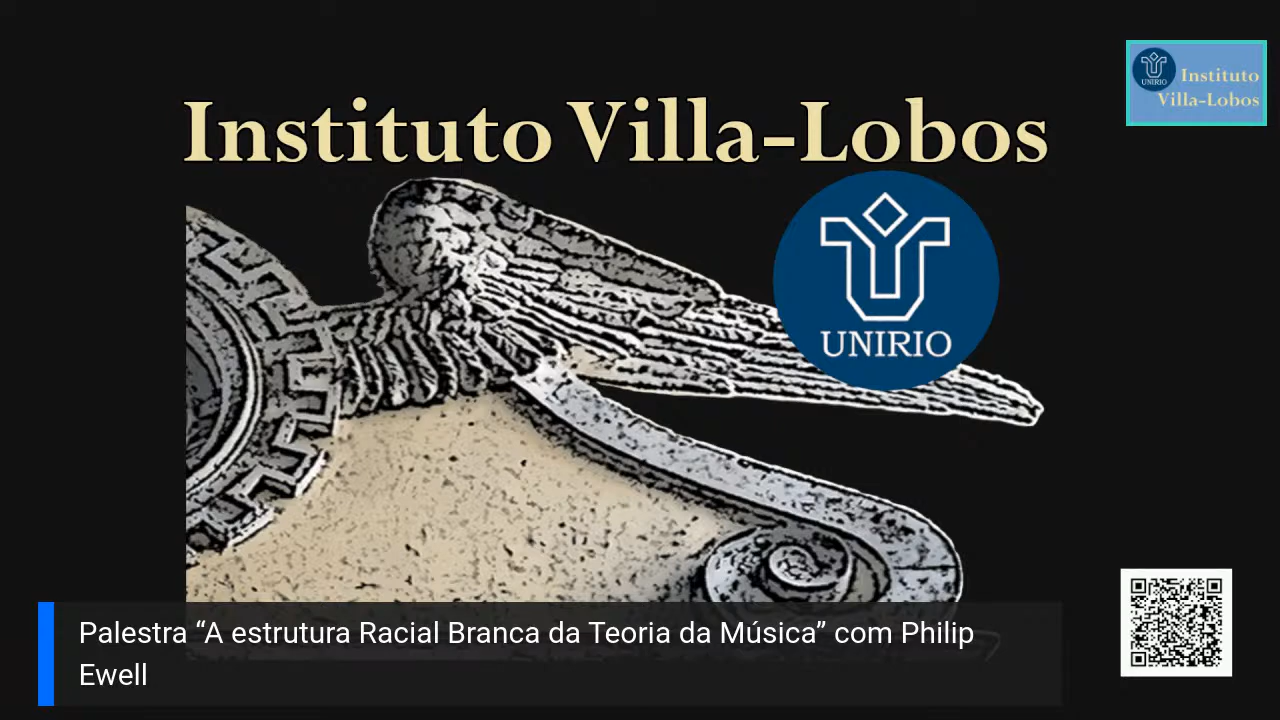 Instituto Villa-Lobos
UNIRIO
UNIRIO
Instituto
Villa-Lobos
Palestra “A estrutura Racial Branca da Teoria da Música” com Philip
Ewell